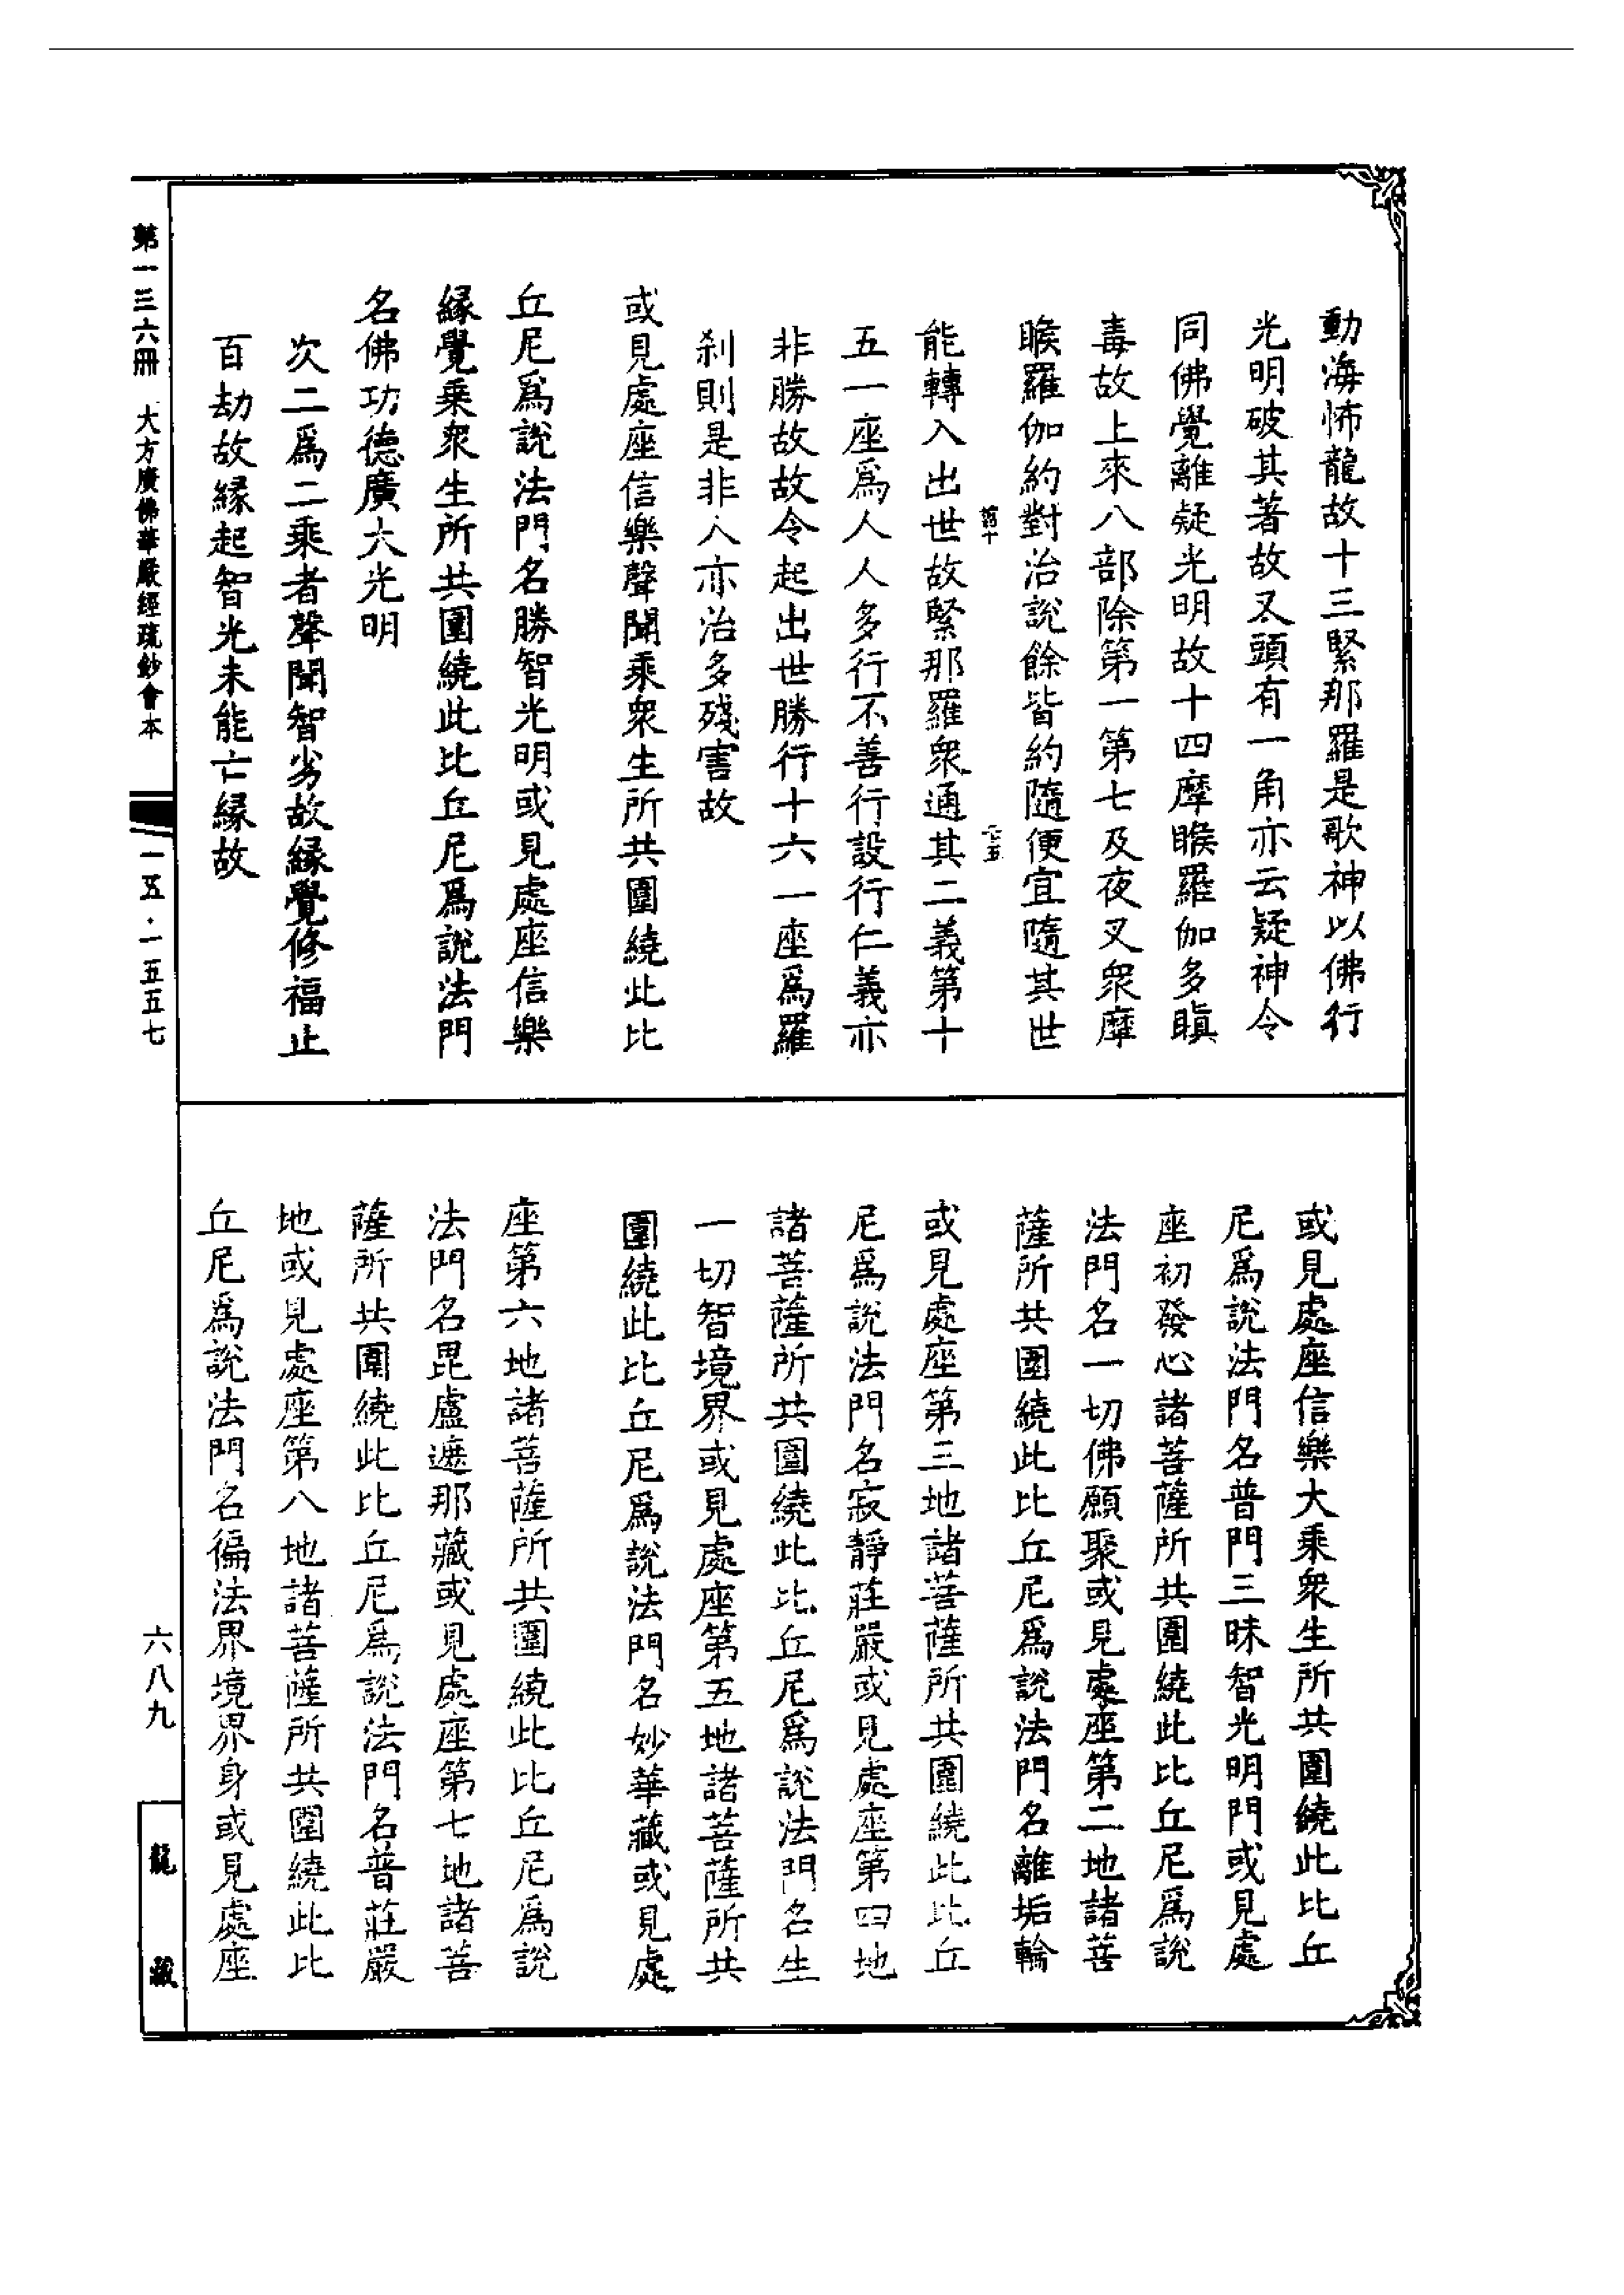 動海怖龍故十三緊那羅是歌神以佛行
光明破其著故又頭有一角亦云疑神令
同佛覺離疑光明故十四摩睺羅伽多瞋
毒故上來八部除第一第七及夜叉衆摩
睺羅伽約對治說餘皆約隨便宜隨其世
能轉入出世故緊那羅衆通其二義第十
五一座爲人人多行不善行設行仁義亦
非勝故故令起出世勝行十六一座爲羅
刹則是非人亦治多殘害故
或見處座信樂聲聞乘衆生所共圍繞此比
丘尼爲說法門名勝智光明或見處座信樂
緣覺乘衆生所共圍繞此比丘尼爲說法門
名佛功德廣大光明
次二爲二乘者聲聞智劣故緣覺修福止
百劫故緣起智光未能亡緣故
或見處座信樂大乘衆生所共圍繞此比丘
尼爲說法門名普門三昧智光明門或見處
座初發心諸菩薩所共圍繞此比丘尼爲說
法門名一切佛願聚或見處座第二地諸菩
薩所共圍繞此比丘尼爲說法門名離垢輪
或見處座第三地諸菩薩所共圍繞此比丘
尼爲說法門名寂靜莊嚴或見處座第四地
諸菩薩所共圍繞此比丘尼爲說法門名生
一切智境界或見處座第五地諸菩薩所共
圍繞此比丘尼爲說法門名妙華藏或見處
座第六地諸菩薩所共圍繞此比丘尼爲說
法門名毘盧遮那藏或見處座第七地諸菩
薩所共圍繞此比丘尼爲說法門名普莊嚴
地或見處座第八地諸菩薩所共圍繞此比
丘尼爲說法門名徧法界境界身或見處座
第一三六冊 大方廣佛華嚴經疏鈔會本
一五·一五五七
六八九
龍藏